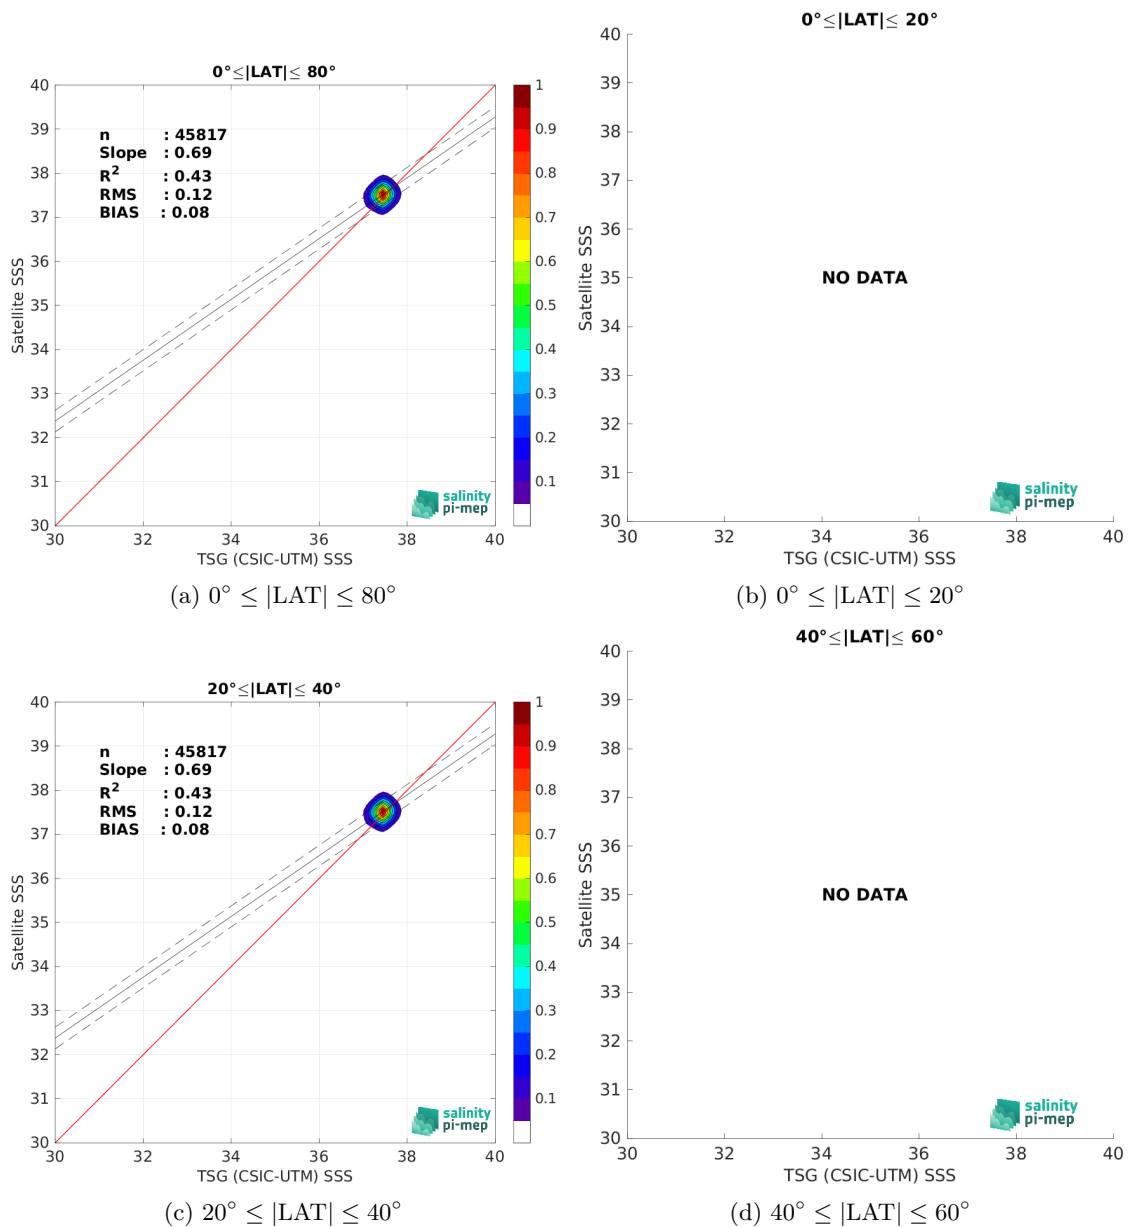 0°≤|LAT|≤ 80°
40
39
38
37
36
35
34
33
32
31
30
Satellite SSS
n : 45817
Slope : 0.69
R² : 0.43
RMS : 0.12
BIAS : 0.08
salinity
pi-mep
30 32 34 36 38 40
TSG (CSIC-UTM) SSS
1
0.9
0.8
0.7
0.6
0.5
0.4
0.3
0.2
0.1
(a) 0° ≤ |LAT| ≤ 80°
0°≤|LAT|≤ 20°
40
39
38
37
36
35
34
33
32
31
30
Satellite SSS
NO DATA
salinity
pi-mep
30 32 34 36 38 40
TSG (CSIC-UTM) SSS
(b) 0° ≤ |LAT| ≤ 20°
20°≤|LAT|≤ 40°
40
39
38
37
36
35
34
33
32
31
30
Satellite SSS
n : 45817
Slope : 0.69
R² : 0.43
RMS : 0.12
BIAS : 0.08
salinity
pi-mep
30 32 34 36 38 40
TSG (CSIC-UTM) SSS
1
0.9
0.8
0.7
0.6
0.5
0.4
0.3
0.2
0.1
(c) 20° ≤ |LAT| ≤ 40°
40°≤|LAT|≤ 60°
40
39
38
37
36
35
34
33
32
31
30
Satellite SSS
NO DATA
salinity
pi-mep
30 32 34 36 38 40
TSG (CSIC-UTM) SSS
(d) 40° ≤ |LAT| ≤ 60°